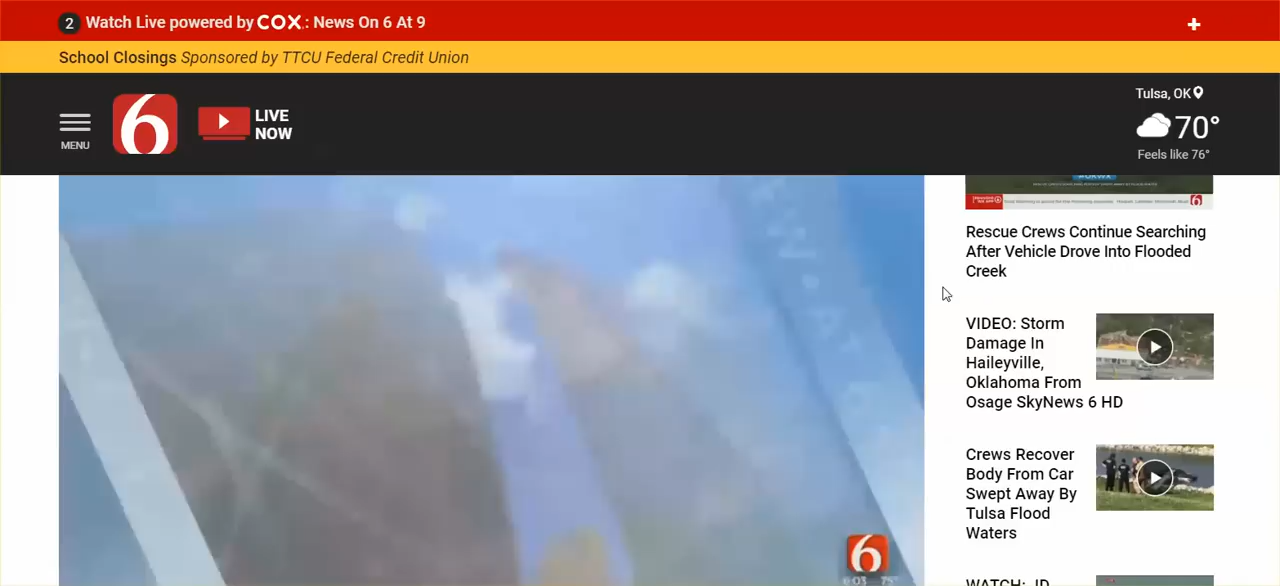 2 Watch Live powered by COX.: News On 6 At 9
School Closings Sponsored by TTCU Federal Credit Union
MENU
6
LIVE
NOW
Tulsa, OK
70°
Feels like 76°
Rescue Crews Continue Searching
After Vehicle Drove Into Flooded
Creek
VIDEO: Storm
Damage In
Haileyville,
Oklahoma From
Osage SkyNews 6 HD
Crews Recover
Body From Car
Swept Away By
Tulsa Flood
Waters
6
6:03 75°